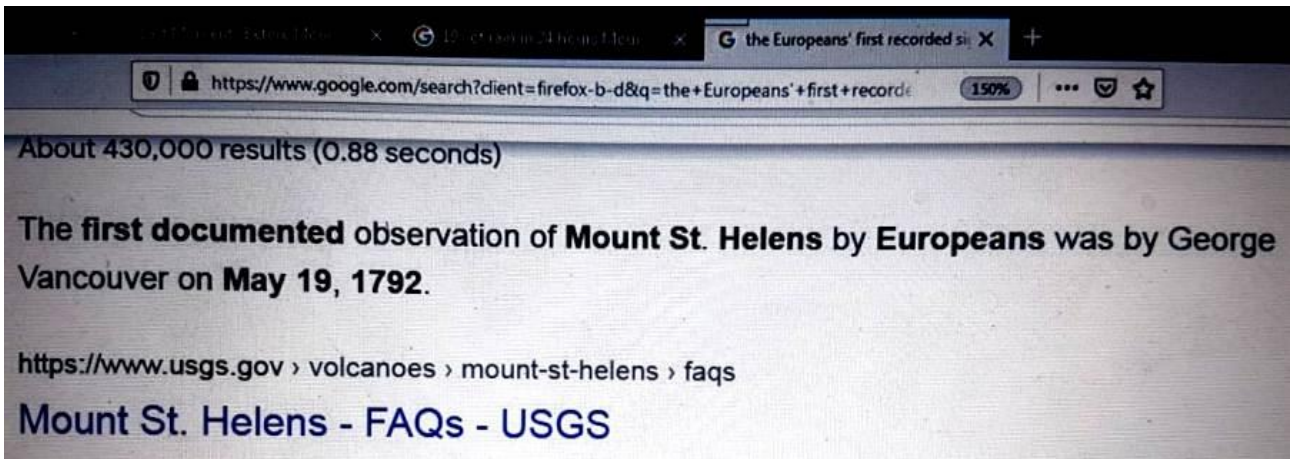 the Europeans' first recorded si
https://www.google.com/search?client=firefox-b-d&q=the+Europeans'+first+recorde 150%
About 430,000 results (0.88 seconds)
The first documented observation of Mount St. Helens by Europeans was by George
Vancouver on May 19, 1792.
https://www.usgs.gov › volcanoes › mount-st-helens › faqs
Mount St. Helens - FAQs - USGS